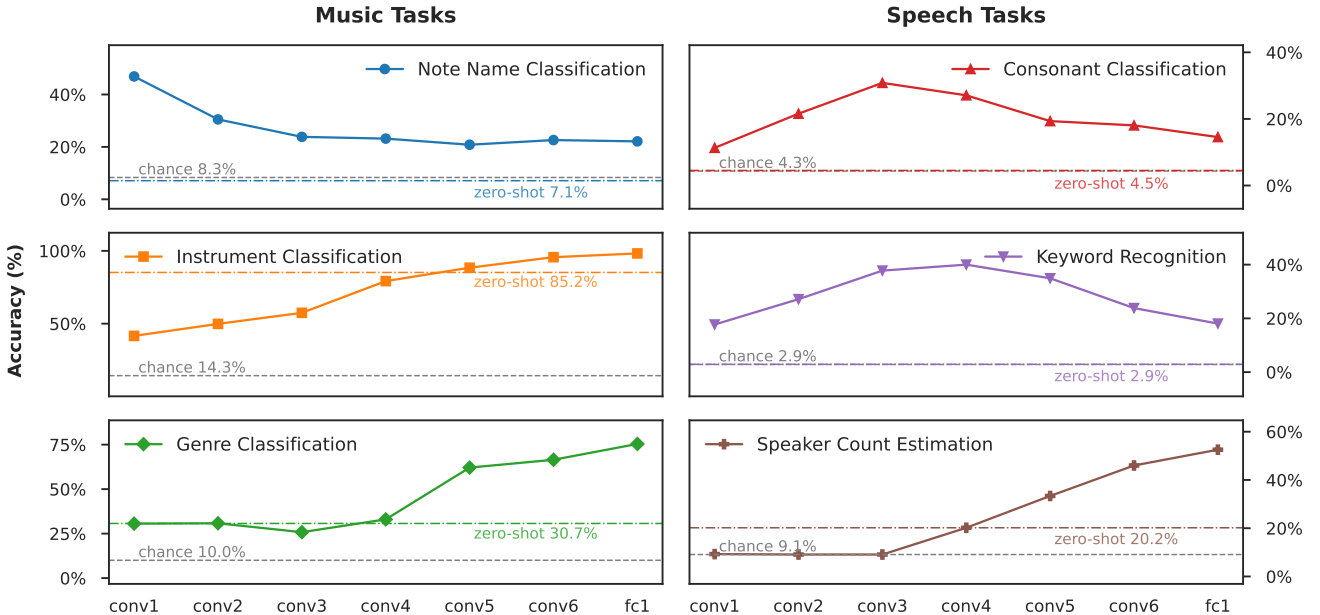 Music Tasks
Speech Tasks
Accuracy (%)
Note Name Classification
40%
20%
0%
chance 8.3%
zero-shot 7.1%
Consonant Classification
40%
20%
0%
chance 4.3%
zero-shot 4.5%
Instrument Classification
100%
50%
zero-shot 85.2%
chance 14.3%
Keyword Recognition
40%
20%
0%
chance 2.9%
zero-shot 2.9%
Genre Classification
75%
50%
25%
0%
zero-shot 30.7%
chance 10.0%
Speaker Count Estimation
60%
40%
20%
0%
zero-shot 20.2%
chance 9.1%
conv1 conv2 conv3 conv4 conv5 conv6 fc1
conv1 conv2 conv3 conv4 conv5 conv6 fc1